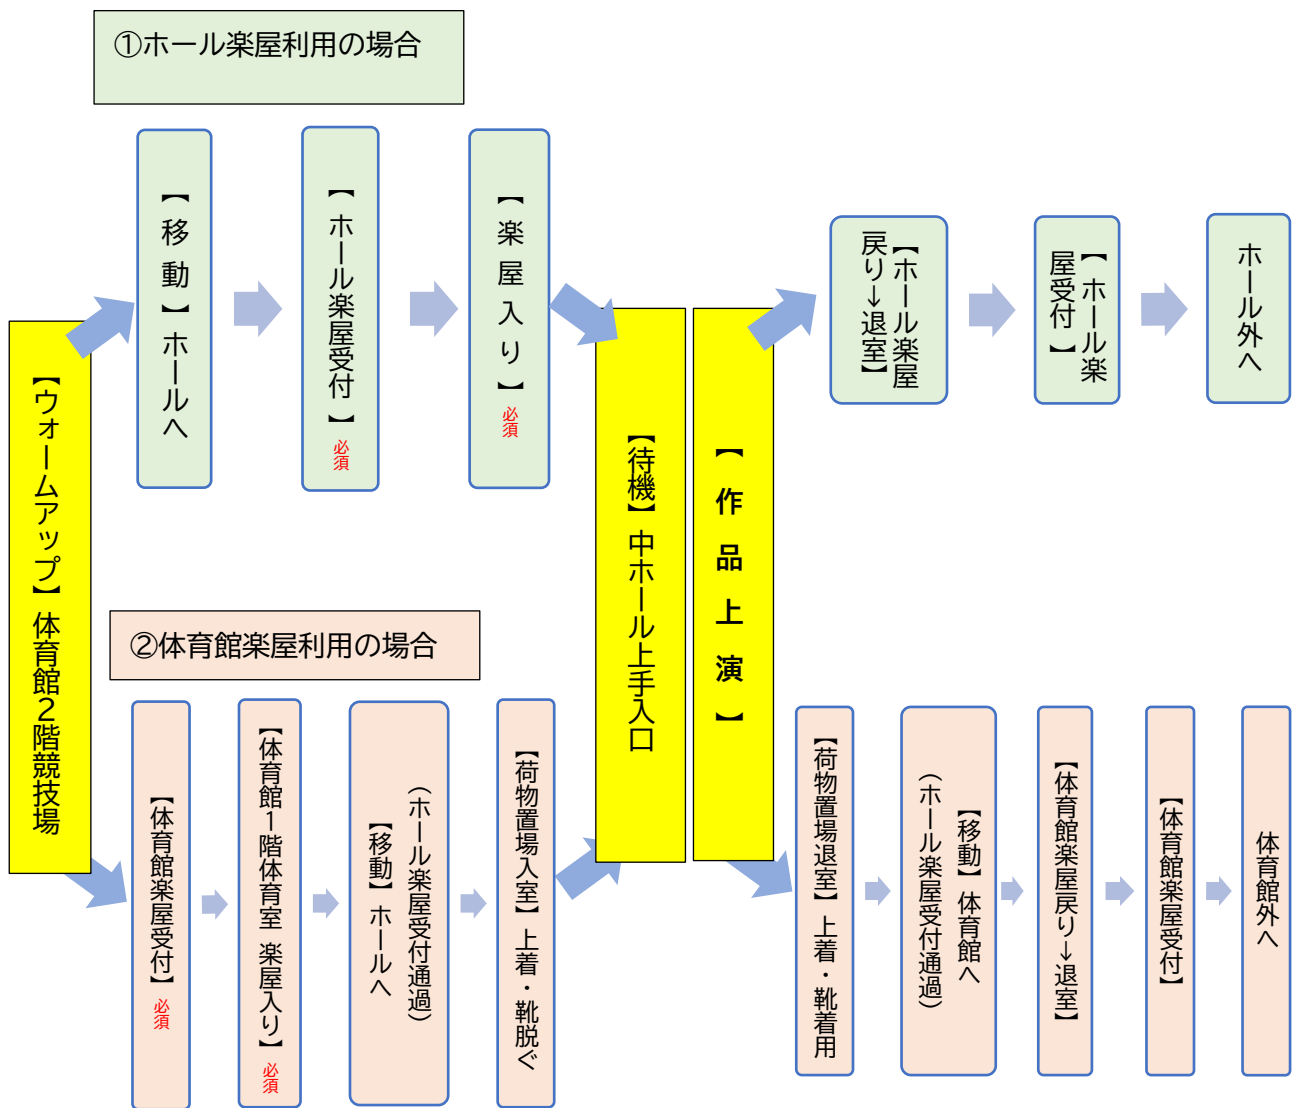 ①ホール楽屋利用の場合
【ウォームアップ】体育館２階競技場
【移動】ホールへ
【ホール楽屋受付】必須
【楽屋入り】必須
【待機】中ホール上手入口
【作品上演】
【ホール楽屋
戻り→退室】
【ホール楽
屋受付】
ホール外へ
②体育館楽屋利用の場合
【体育館楽屋受付】必須
【体育館１階体育室 楽屋入り】必須
（ホール楽屋受付通過）
【移動】ホールへ
【荷物置場入室】上着・靴脱ぐ
【荷物置場退室】上着・靴着用
【移動】体育館へ
（ホール楽屋受付通過）
【体育館楽屋戻り→退室】
【体育館楽屋受付】
体育館外へ